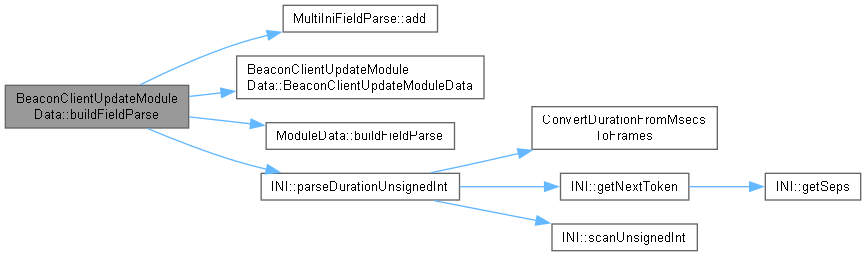 MultiIniFieldParse::add
BeaconClientUpdateModule
Data::BeaconClientUpdateModuleData
BeaconClientUpdateModule
Data::buildFieldParse
ModuleData::buildFieldParse
ConvertDurationFromMsecs
ToFrames
INI::parseDurationUnsignedInt
INI::getNextToken
INI::getSeps
INI::scanUnsignedInt